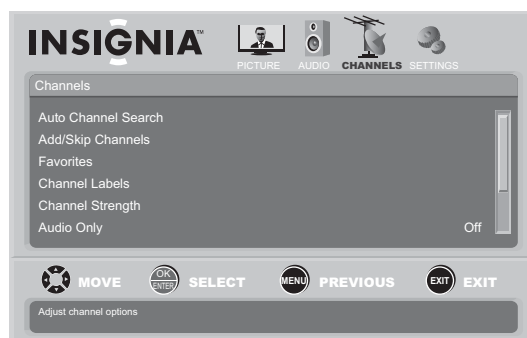 INSIGNIA™
PICTURE AUDIO CHANNELS SETTINGS
Channels
Auto Channel Search
Add/Skip Channels
Favorites
Channel Labels
Channel Strength
Audio Only Off
MOVE OK ENTER SELECT MENU PREVIOUS EXIT EXIT
Adjust channel options